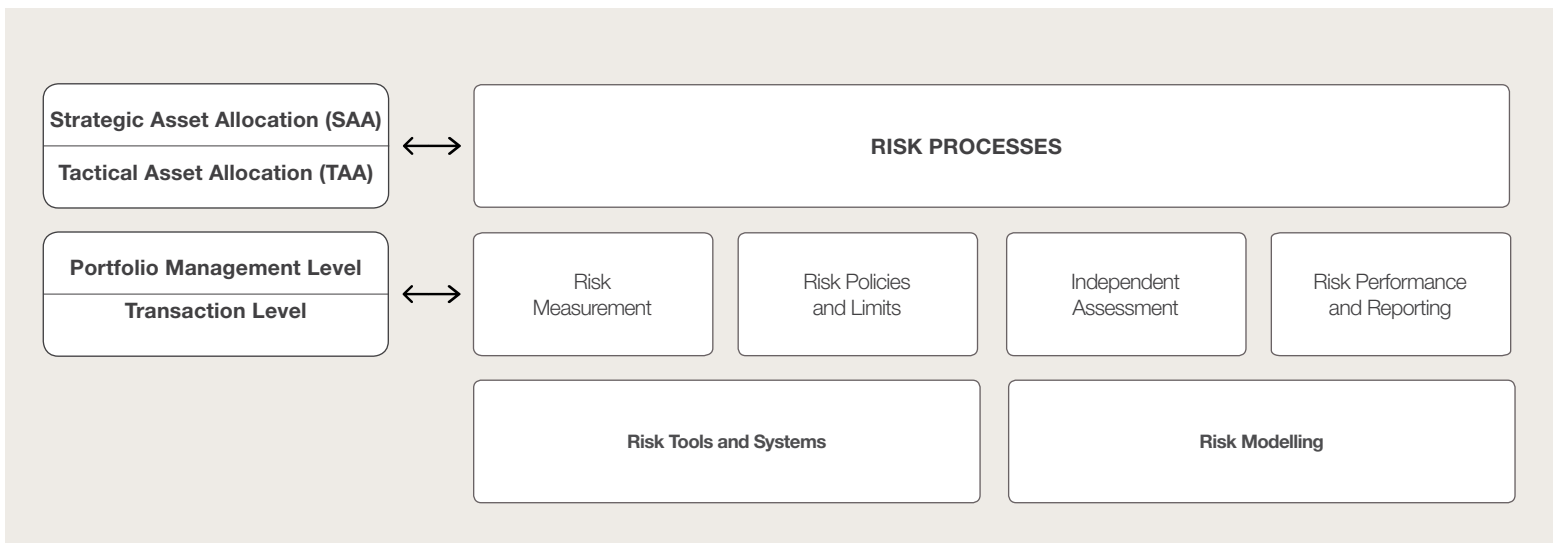 Strategic Asset Allocation (SAA)
Tactical Asset Allocation (TAA)
RISK PROCESSES
Portfolio Management Level
Transaction Level
Risk
Measurement
Risk Policies
and Limits
Independent
Assessment
Risk Performance
and Reporting
Risk Tools and Systems
Risk Modelling